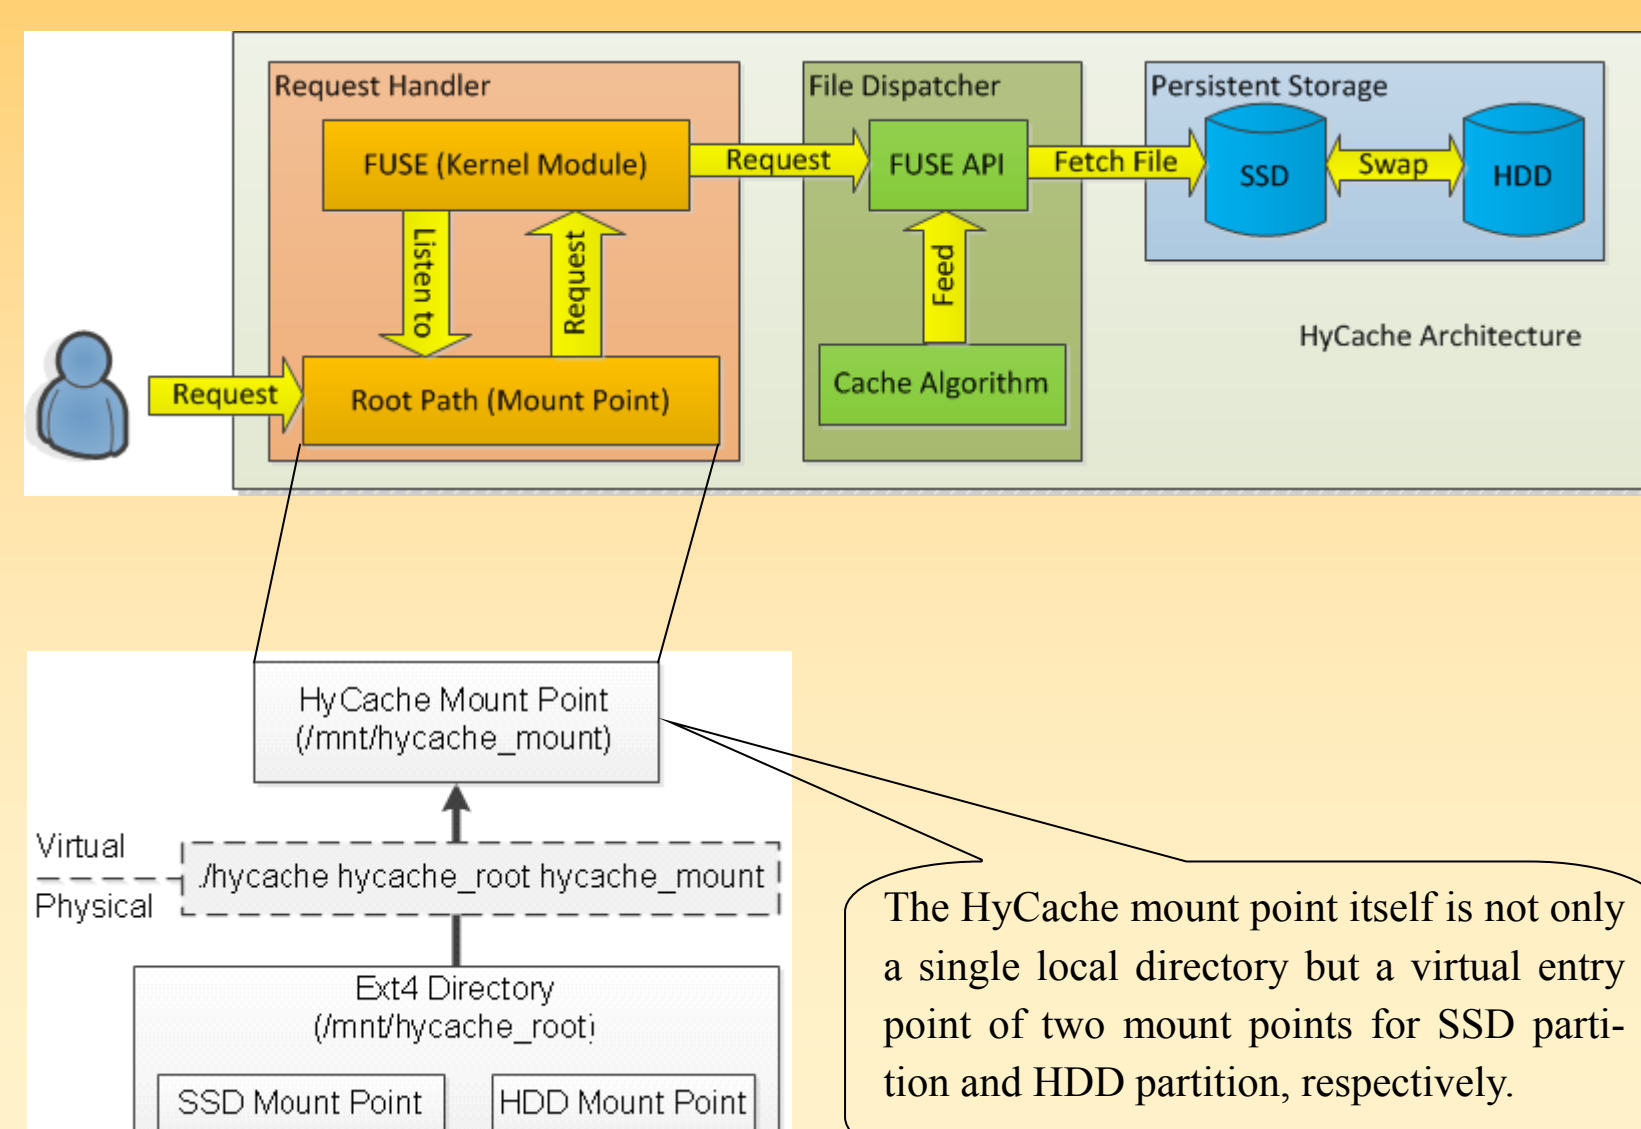 Request Handler
File Dispatcher
Persistent Storage
FUSE (Kernel Module)
Request
FUSE API
Fetch File
SSD
Swap
HDD
Listen to
Request
Feed
HyCache Architecture
Request
Root Path (Mount Point)
Cache Algorithm
HyCache Mount Point
(/mnt/hycache_mount)
Virtual
Physical
./hycache hycache_root hycache_mount
Ext4 Directory
(/mnt/hycache_root)
SSD Mount Point
HDD Mount Point
The HyCache mount point itself is not only
a single local directory but a virtual entry
point of two mount points for SSD parti-
tion and HDD partition, respectively.